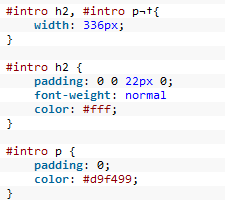 #intro h2, #intro p¬†{
width: 336px;
}
#intro h2 {
padding: 0 0 22px 0;
font-weight: normal
color: #fff;
}
#intro p {
padding: 0;
color: #d9f499;
}